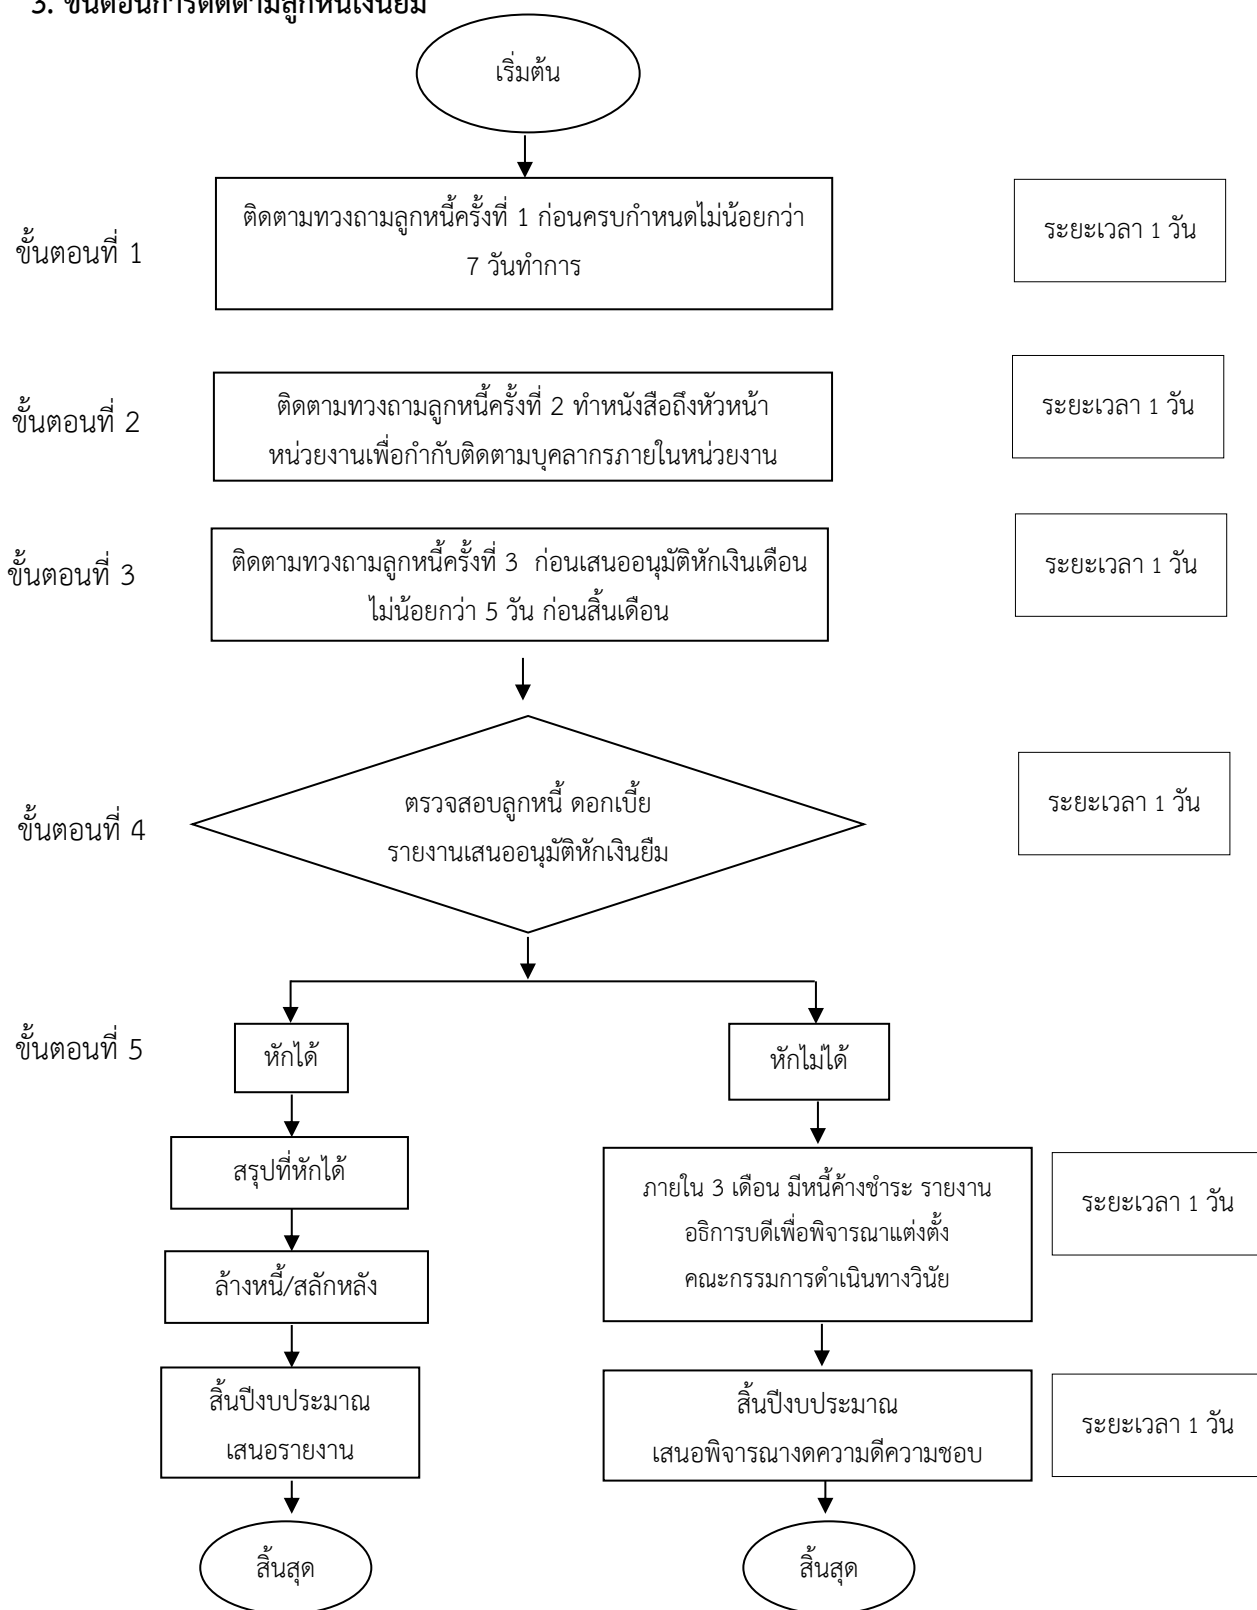 3. ขั้นตอนการติดตามลูกหนี้เงินยืม
เริ่มต้น
ขั้นตอนที่ 1
ติดตามทวงถามลูกหนี้ครั้งที่ 1 ก่อนครบกำหนดไม่น้อยกว่า
7 วันทำการ
ระยะเวลา 1 วัน
ขั้นตอนที่ 2
ติดตามทวงถามลูกหนี้ครั้งที่ 2 ทำหนังสือถึงหัวหน้า
หน่วยงานเพื่อกำกับติดตามบุคลากรภายในหน่วยงาน
ระยะเวลา 1 วัน
ขั้นตอนที่ 3
ติดตามทวงถามลูกหนี้ครั้งที่ 3 ก่อนเสนออนุมัติหักเงินเดือน
ไม่น้อยกว่า 5 วัน ก่อนสิ้นเดือน
ระยะเวลา 1 วัน
ขั้นตอนที่ 4
ตรวจสอบลูกหนี้ ดอกเบี้ย
รายงานเสนออนุมัติหักเงินยืม
ระยะเวลา 1 วัน
ขั้นตอนที่ 5
หักได้
หักไม่ได้
สรุปที่หักได้
ภายใน 3 เดือน มีหนี้ค้างชำระ รายงาน
อธิการบดีเพื่อพิจารณาแต่งตั้ง
คณะกรรมการดำเนินทางวินัย
ระยะเวลา 1 วัน
ล้างหนี้/สลักหลัง
สิ้นปีงบประมาณ
เสนอรายงาน
สิ้นปีงบประมาณ
เสนอพิจารณางดความดีความชอบ
ระยะเวลา 1 วัน
สิ้นสุด
สิ้นสุด